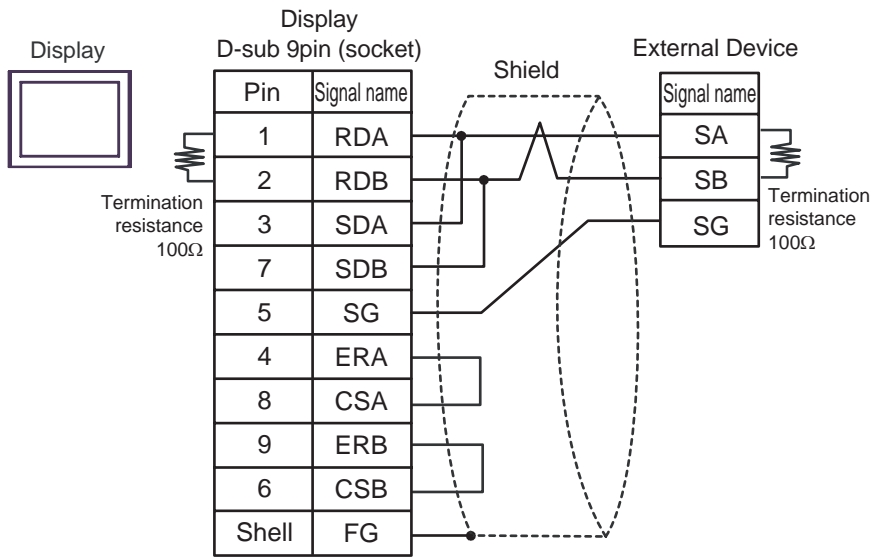 Display
Display
D-sub 9pin (socket)
Shield
External Device
Pin Signal name
1 RDA
2 RDB
3 SDA
7 SDB
5 SG
4 ERA
8 CSA
9 ERB
6 CSB
Shell FG
Termination
resistance
100Ω
Signal name
SA
SB
SG
Termination
resistance
100Ω